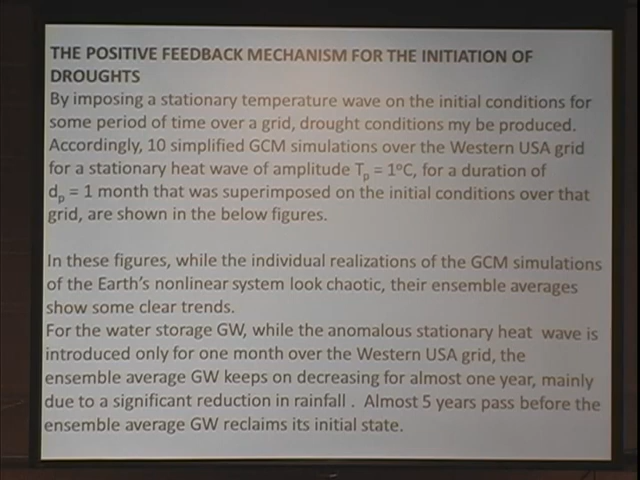 THE POSITIVE FEEDBACK MECHANISM FOR THE INITIATION OF
DROUGHTS
By imposing a stationary temperature wave on the initial conditions for
some period of time over a grid, drought conditions my be produced.
Accordingly, 10 simplified GCM simulations over the Western USA grid
for a stationary heat wave of amplitude Tp = 1°C, for a duration of
dp = 1 month that was superimposed on the initial conditions over that
grid, are shown in the below figures.
In these figures, while the individual realizations of the GCM simulations
of the Earth's nonlinear system look chaotic, their ensemble averages
show some clear trends.
For the water storage GW, while the anomalous stationary heat wave is
introduced only for one month over the Western USA grid, the
ensemble average GW keeps on decreasing for almost one year, mainly
due to a significant reduction in rainfall . Almost 5 years pass before the
ensemble average GW reclaims its initial state.